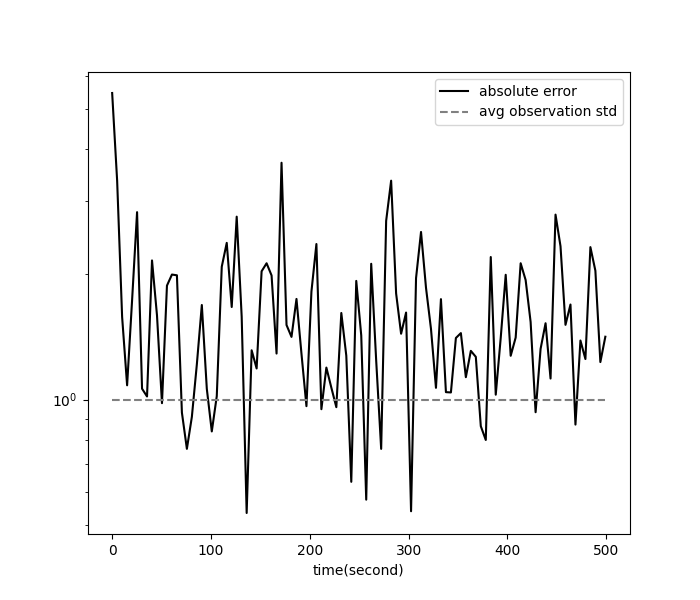 absolute error
avg observation std
10⁰
0 100 200 300 400 500
time(second)